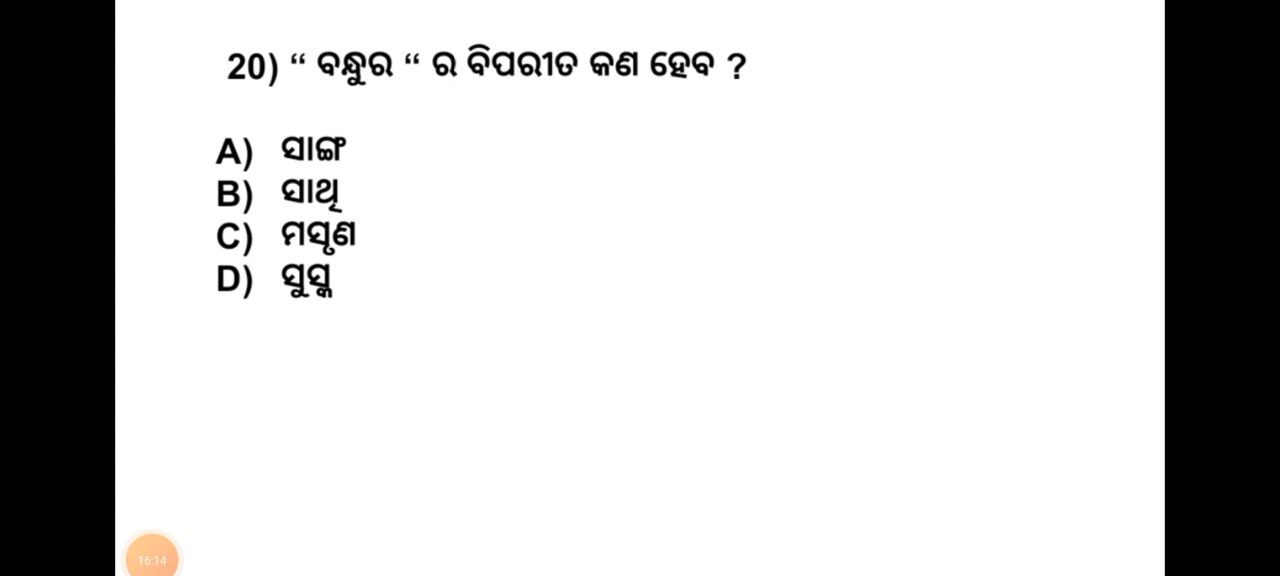 20) “ ବନ୍ଧୁର “ ର ବିପରୀତ କଣ ହେବ ?
A) ସାଙ୍ଗ
B) ସାଥି
C) ମସୃଣ
D) ସୁସ୍କ
16:14